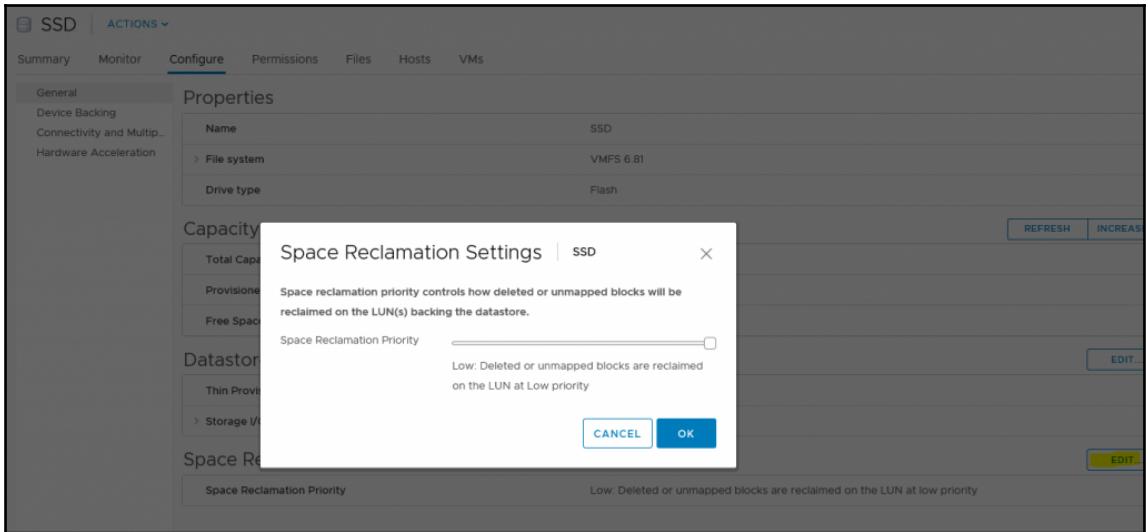 SSD ACTIONS
Summary Monitor Configure Permissions Files Hosts VMs
General
Device Backing
Connectivity and Multip...
Hardware Acceleration
Properties
Name SSD
File system VMFS 6.81
Drive type Flash
Capacity REFRESH INCREAS
Total Capa
Provisione
Free Spac
Datastor EDIT...
Thin Provis
Storage I/O
Space Re EDIT...
Space Reclamation Priority Low: Deleted or unmapped blocks are reclaimed on the LUN at low priority
Space Reclamation Settings SSD
Space reclamation priority controls how deleted or unmapped blocks will be
reclaimed on the LUN(s) backing the datastore.
Space Reclamation Priority
Low: Deleted or unmapped blocks are reclaimed
on the LUN at Low priority
CANCEL OK